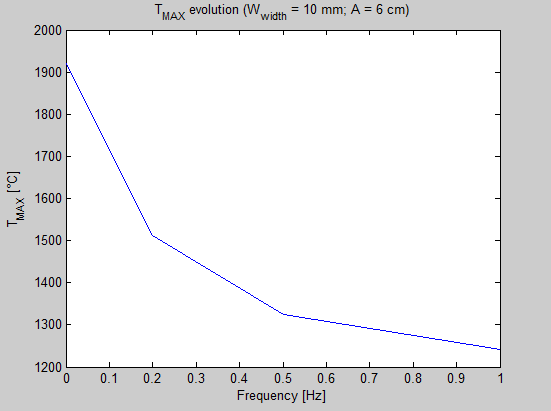 T_MAX evolution (W_width = 10 mm; A = 6 cm)
2000
1900
1800
1700
1600
1500
1400
1300
1200
T_MAX [°C]
0 0.1 0.2 0.3 0.4 0.5 0.6 0.7 0.8 0.9 1
Frequency [Hz]